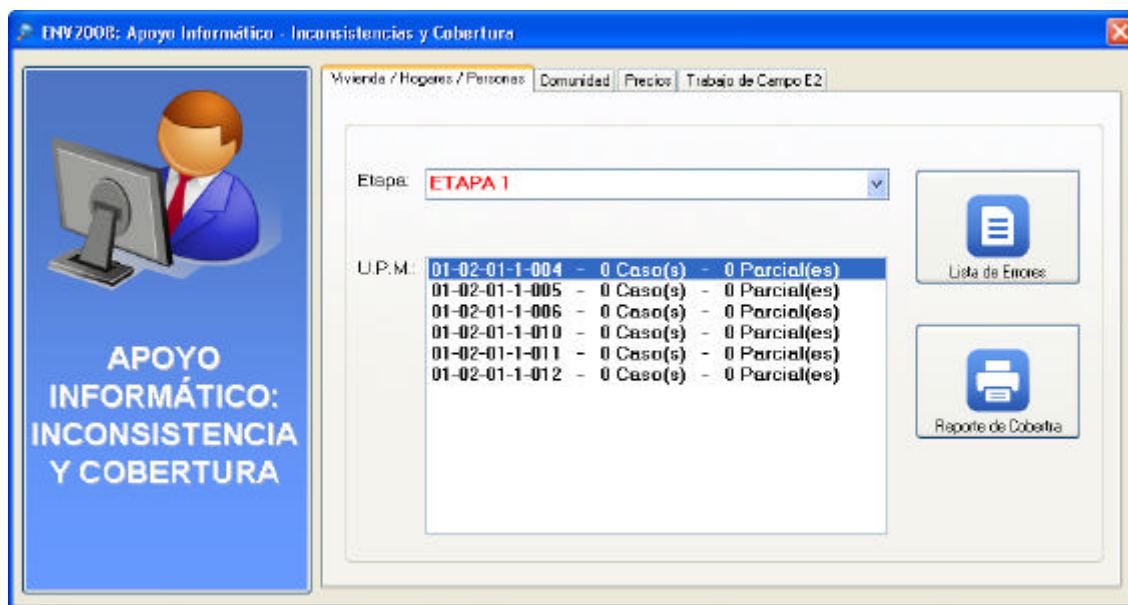 ENV2008: Apoyo Informático - Inconsistencias y Cobertura
Vivienda / Hogares / Personas
Comunidad
Precios
Trabajo de Campo E2
Etapa:
ETAPA 1
U.P.M.:
01-02-01-1-004 - 0 Caso(s) - 0 Parcial(es)
01-02-01-1-005 - 0 Caso(s) - 0 Parcial(es)
01-02-01-1-006 - 0 Caso(s) - 0 Parcial(es)
01-02-01-1-010 - 0 Caso(s) - 0 Parcial(es)
01-02-01-1-011 - 0 Caso(s) - 0 Parcial(es)
01-02-01-1-012 - 0 Caso(s) - 0 Parcial(es)
Lista de Errores
Reporte de Cobertra
APOYO
INFORMÁTICO:
INCONSISTENCIA
Y COBERTURA